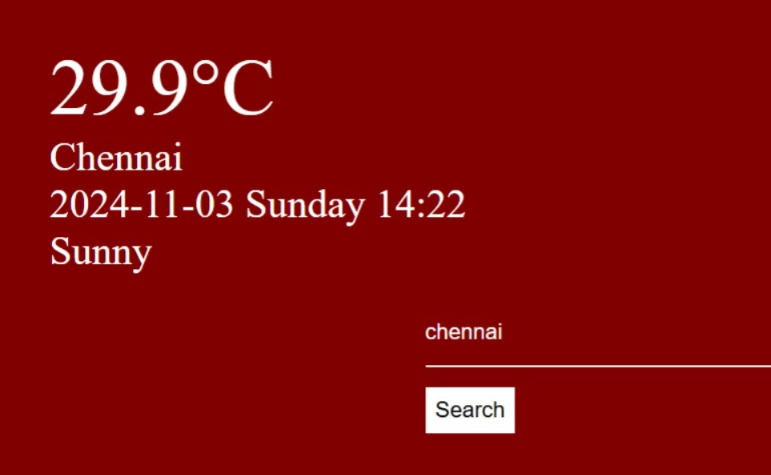 29.9°C
Chennai
2024-11-03 Sunday 14:22
Sunny
chennai
Search